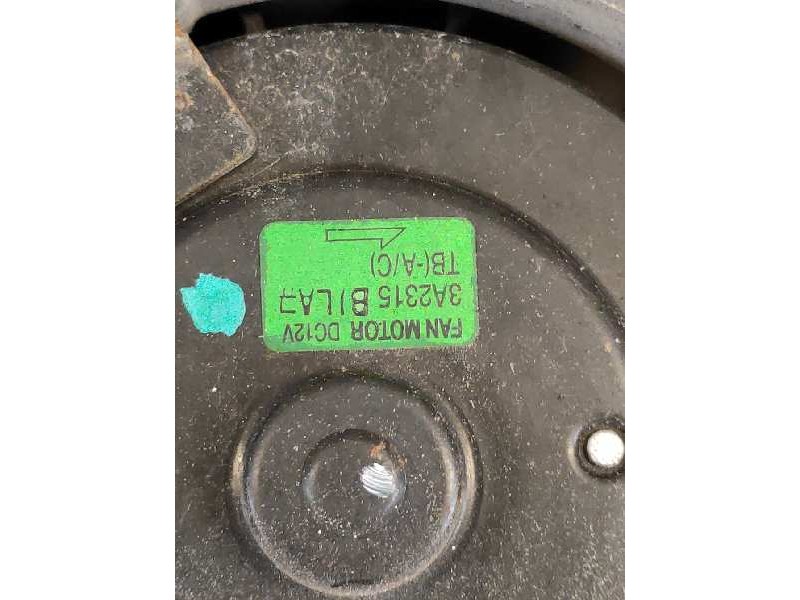 FAN MOTOR DC12V
3A2315 B
TB(-A/C)